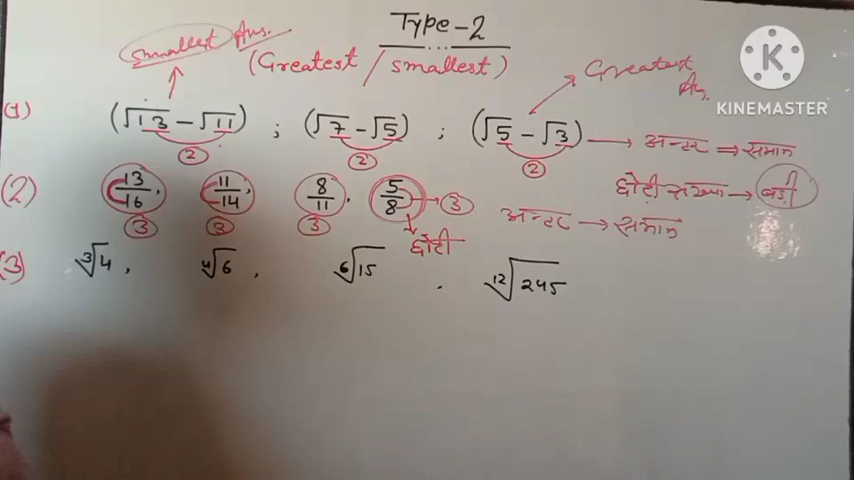 Type-2
smallest Ans. (Greatest / smallest) Greatest Ans.
KINEMASTER
(1) (√13 - √11) ; (√7 - √5) ; (√5 - √3) → अन्तर ⇒ समान
② ② ②
छोटी संख्या → बड़ी
(2) 13/16, 11/14, 8/11, 5/8 → ③ अन्तर → समान
③ ③ ③ छोटी
(3) ∛4, ∜6, ⁶√15, ¹²√245